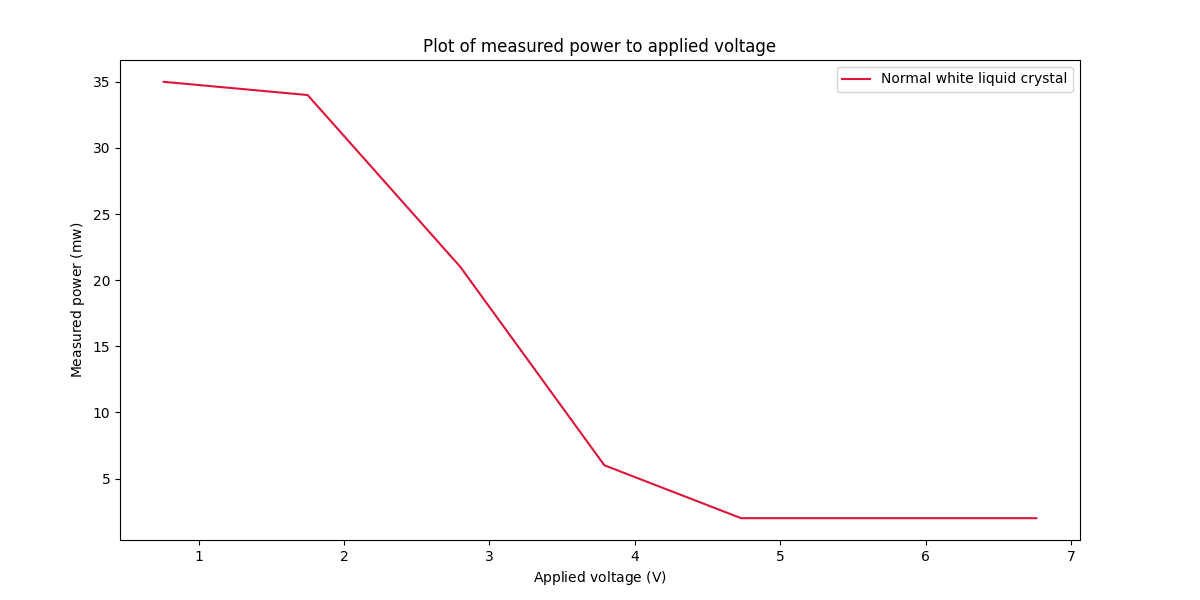 Plot of measured power to applied voltage
Normal white liquid crystal
Measured power (mw)
35
30
25
20
15
10
5
1 2 3 4 5 6 7
Applied voltage (V)